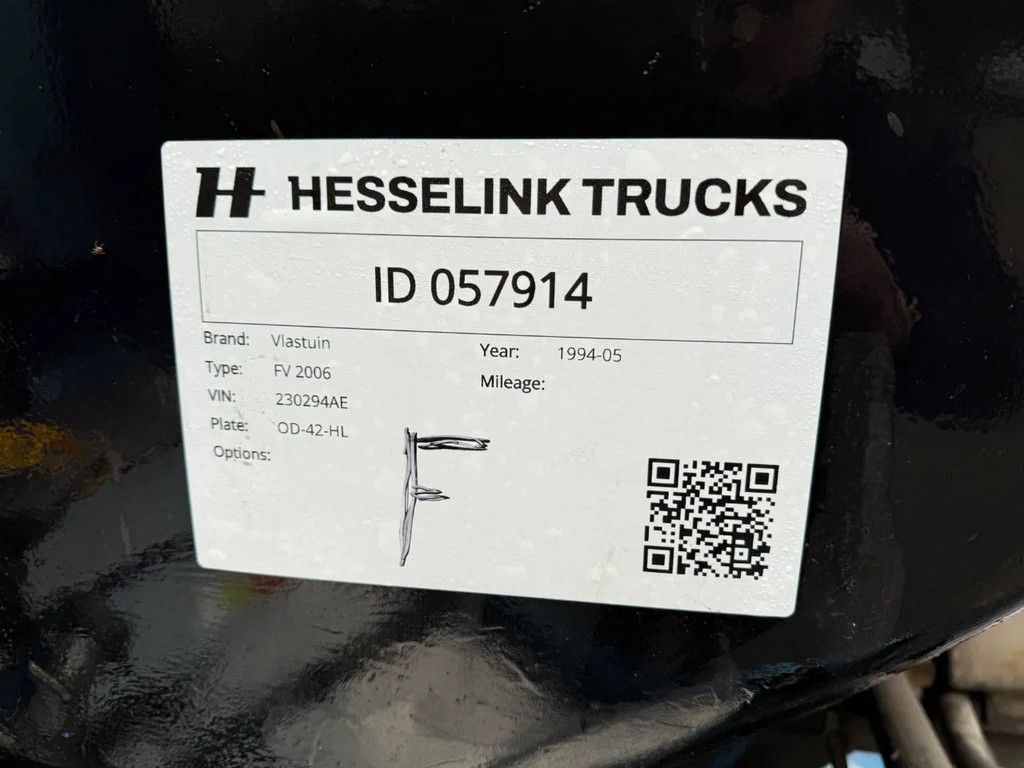 H HESSELINK TRUCKS
ID 057914
Brand: Vlastuin
Type: FV 2006
VIN: 230294AE
Plate: OD-42-HL
Options:
Year: 1994-05
Mileage:
F